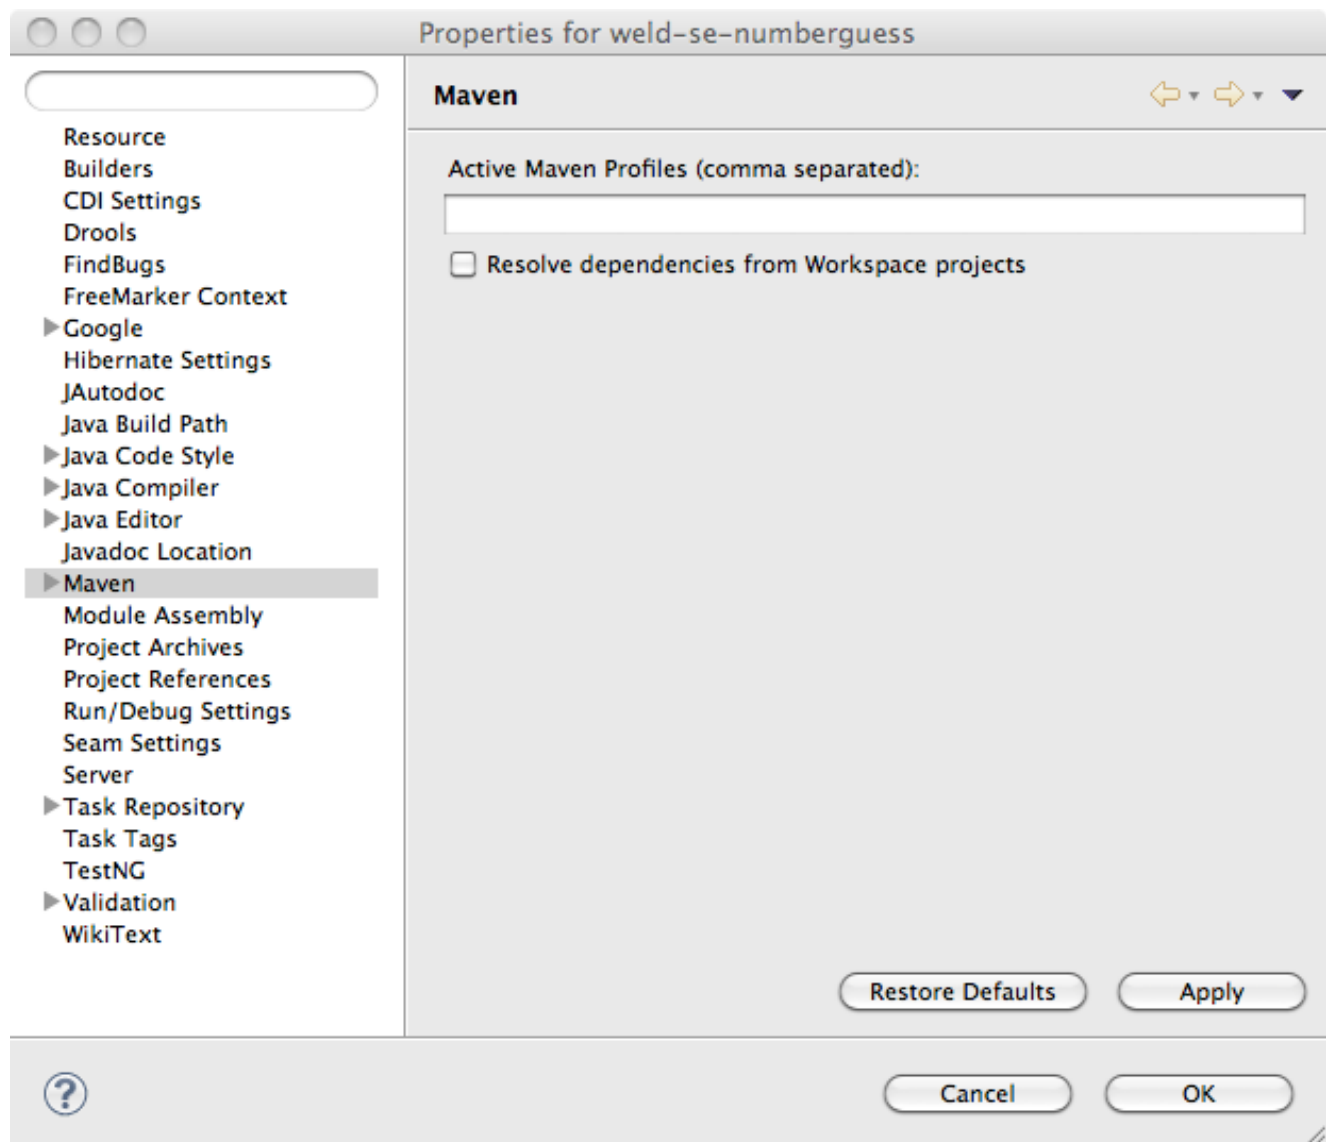 Properties for weld-se-numberguess
Resource
Builders
CDI Settings
Drools
FindBugs
FreeMarker Context
Google
Hibernate Settings
JAutodoc
Java Build Path
Java Code Style
Java Compiler
Java Editor
Javadoc Location
Maven
Module Assembly
Project Archives
Project References
Run/Debug Settings
Seam Settings
Server
Task Repository
Task Tags
TestNG
Validation
WikiText
Maven
Active Maven Profiles (comma separated):
Resolve dependencies from Workspace projects
Restore Defaults Apply
? Cancel OK